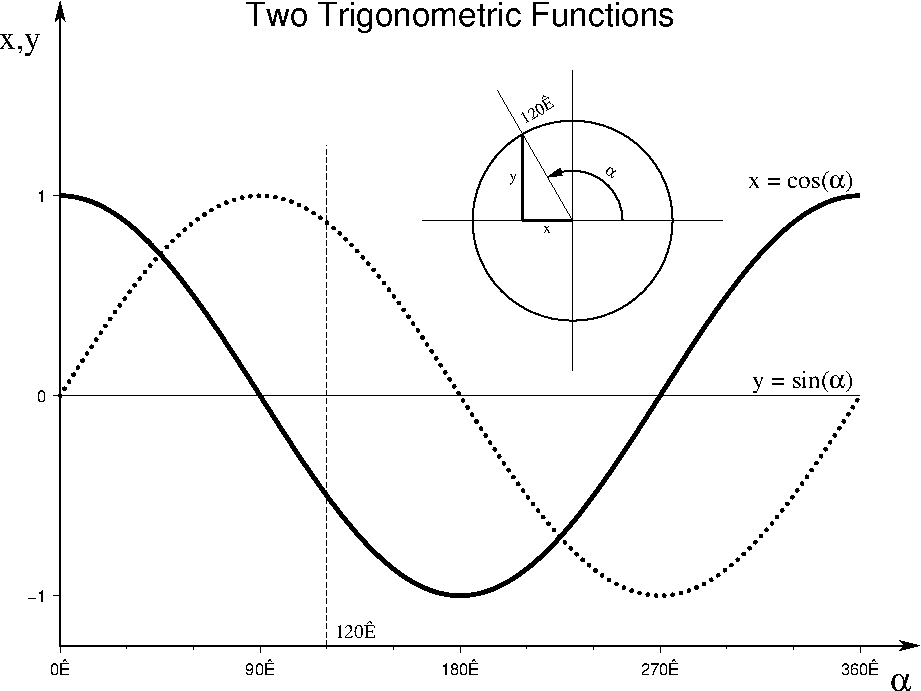 Two Trigonometric Functions
x,y
120Ê
α
y
x
x = cos(α)
1
y = sin(α)
0
−1
120Ê
0Ê 90Ê 180Ê 270Ê 360Ê
α